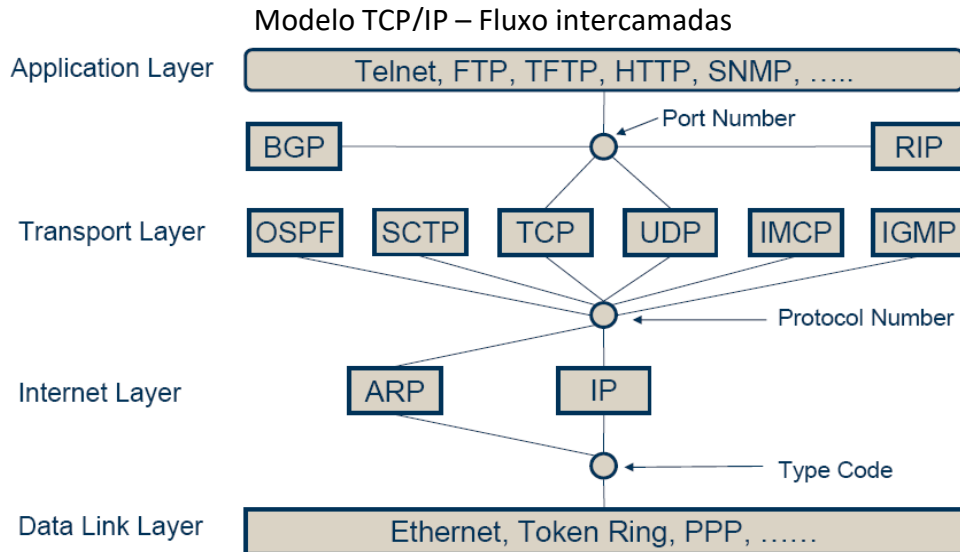 Modelo TCP/IP – Fluxo intercamadas
Application Layer
Telnet, FTP, TFTP, HTTP, SNMP, …..
Port Number
BGP
RIP
Transport Layer
OSPF
SCTP
TCP
UDP
IMCP
IGMP
Protocol Number
Internet Layer
ARP
IP
Type Code
Data Link Layer
Ethernet, Token Ring, PPP, ……